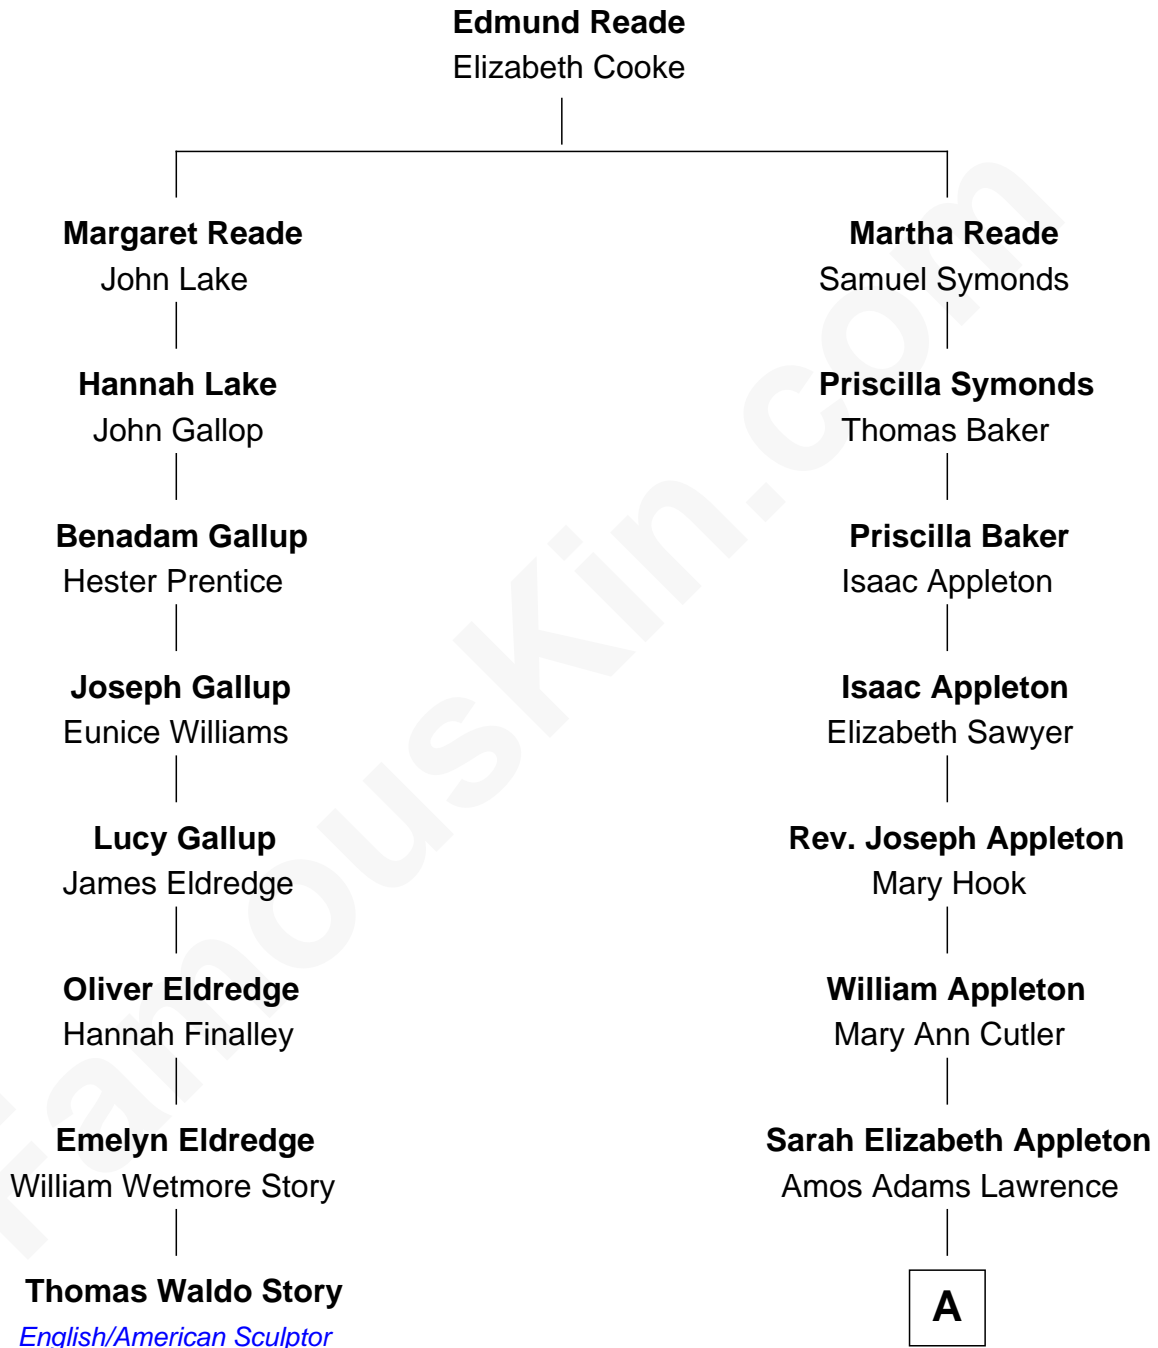 Edmund Reade
Elizabeth Cooke
Margaret Reade
John Lake
Martha Reade
Samuel Symonds
Hannah Lake
John Gallop
Priscilla Symonds
Thomas Baker
Benadam Gallup
Hester Prentice
Priscilla Baker
Isaac Appleton
Joseph Gallup
Eunice Williams
Isaac Appleton
Elizabeth Sawyer
Lucy Gallup
James Eldredge
Rev. Joseph Appleton
Mary Hook
Oliver Eldredge
Hannah Finalley
William Appleton
Mary Ann Cutler
Emelyn Eldredge
William Wetmore Story
Sarah Elizabeth Appleton
Amos Adams Lawrence
Thomas Waldo Story
English/American Sculptor
A
FamousKin.com